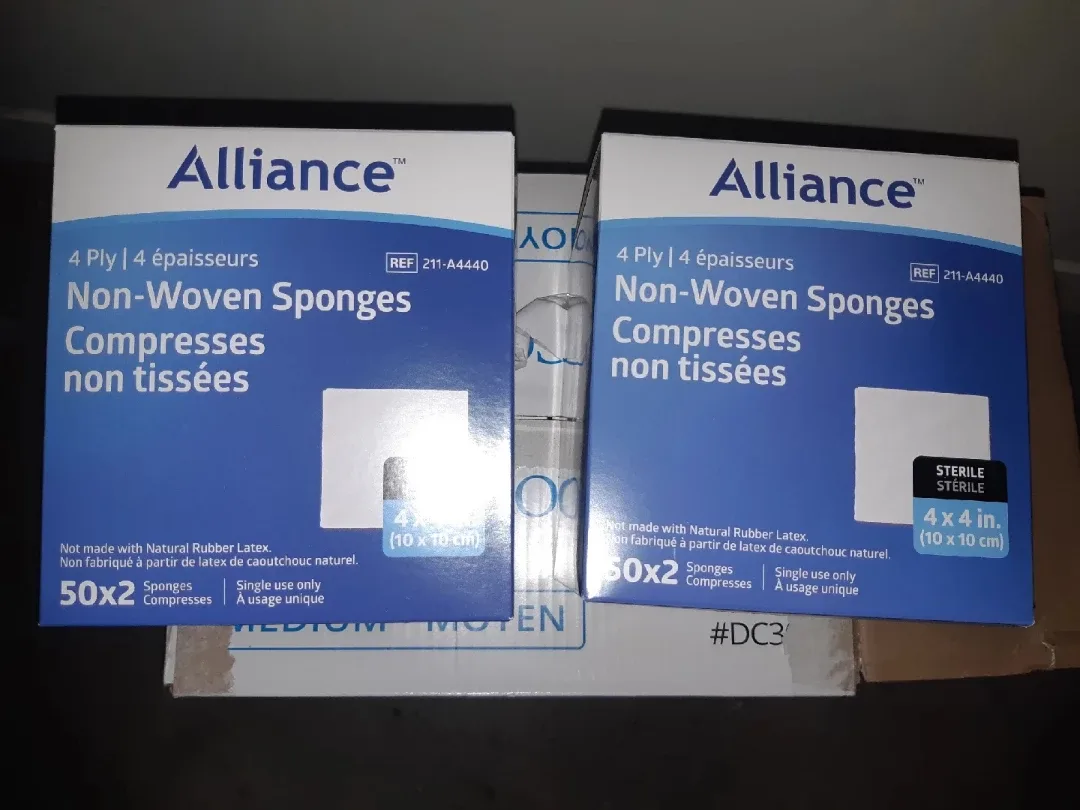 Alliance™
4 Ply | 4 épaisseurs
REF 211-A4440
Non-Woven Sponges
Compresses
non tissées
4 x
(10 x 10 cm)
Not made with Natural Rubber Latex.
Non fabriqué à partir de latex de caoutchouc naturel.
50x2 Sponges
Compresses
Single use only
À usage unique
Alliance™
4 Ply | 4 épaisseurs
REF 211-A4440
Non-Woven Sponges
Compresses
non tissées
STERILE
STÉRILE
4 x 4 in.
(10 x 10 cm)
Not made with Natural Rubber Latex.
Non fabriqué à partir de latex de caoutchouc naturel.
50x2 Sponges
Compresses
Single use only
À usage unique
MEDIUM - MOYEN
#DC3